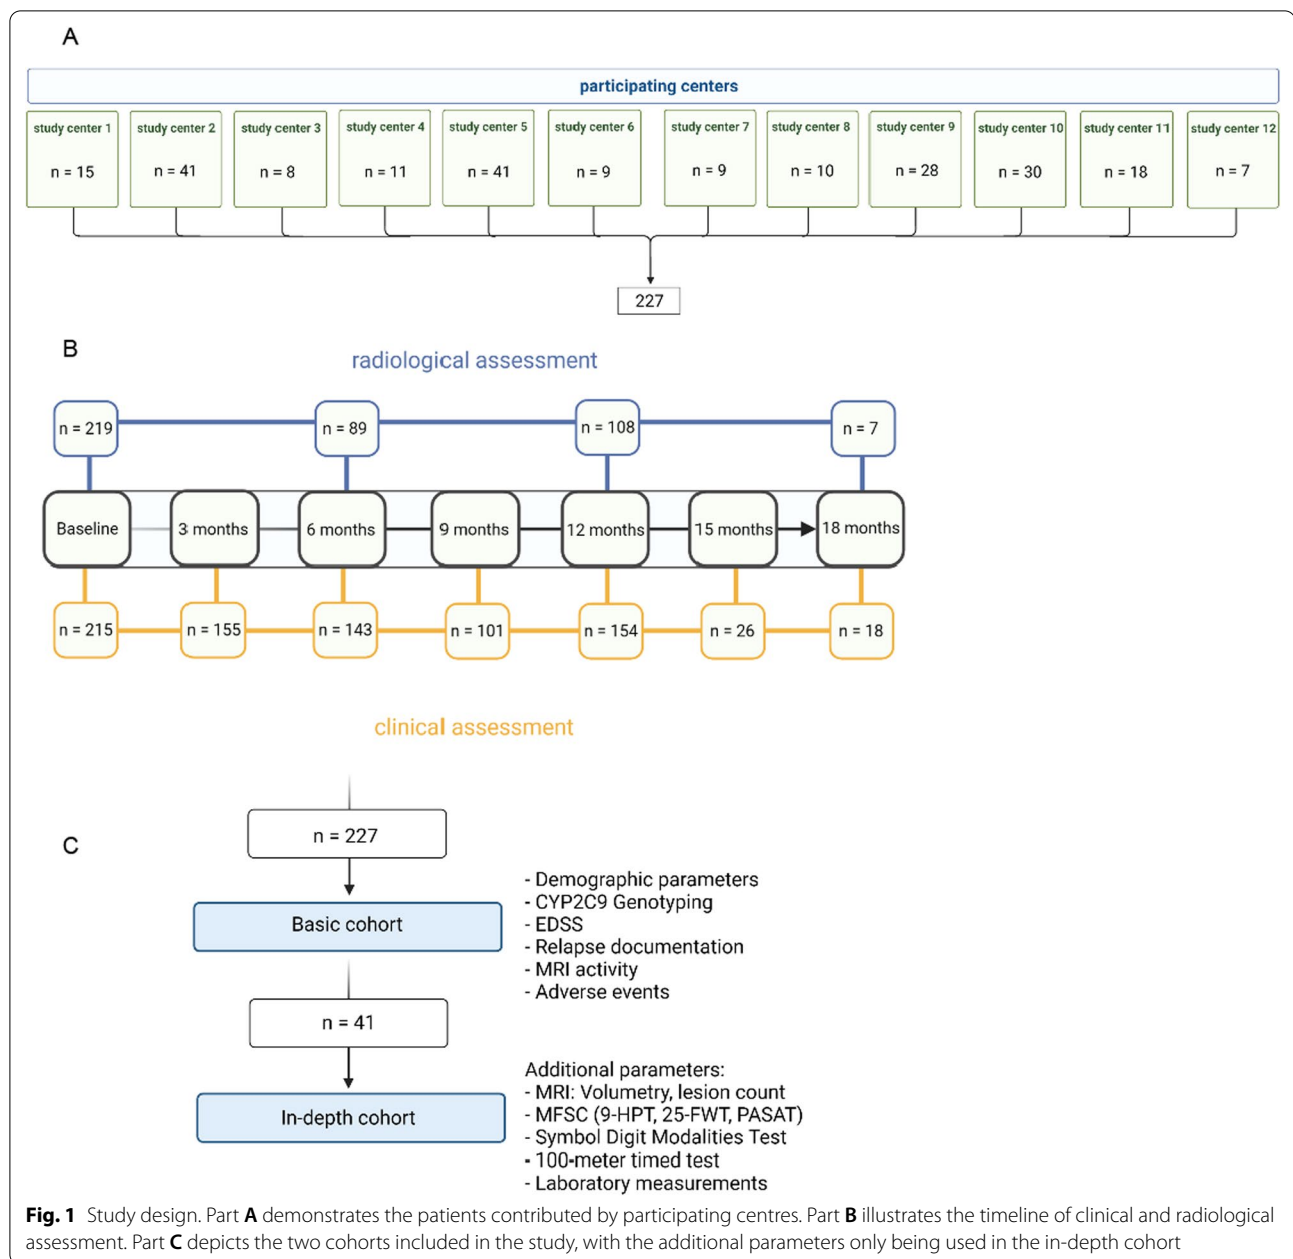 A
participating centers
study center 1
study center 2
study center 3
study center 4
study center 5
study center 6
study center 7
study center 8
study center 9
study center 10
study center 11
study center 12
n = 15
n = 41
n = 8
n = 11
n = 41
n = 9
n = 9
n = 10
n = 28
n = 30
n = 18
n = 7
227
B
radiological assessment
n = 219
n = 89
n = 108
n = 7
Baseline
3 months
6 months
9 months
12 months
15 months
18 months
n = 215
n = 155
n = 143
n = 101
n = 154
n = 26
n = 18
clinical assessment
C
n = 227
Basic cohort
- Demographic parameters
- CYP2C9 Genotyping
- EDSS
- Relapse documentation
- MRI activity
- Adverse events
n = 41
In-depth cohort
Additional parameters:
- MRI: Volumetry, lesion count
- MFSC (9-HPT, 25-FWT, PASAT)
- Symbol Digit Modalities Test
- 100-meter timed test
- Laboratory measurements
Fig. 1 Study design. Part A demonstrates the patients contributed by participating centres. Part B illustrates the timeline of clinical and radiological
assessment. Part C depicts the two cohorts included in the study, with the additional parameters only being used in the in-depth cohort